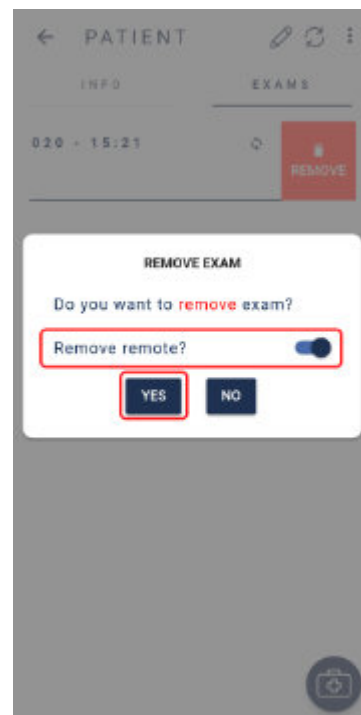 PATIENT
INFO EXAMS
020 - 15:21
REMOVE
REMOVE EXAM
Do you want to remove exam?
Remove remote?
YES NO